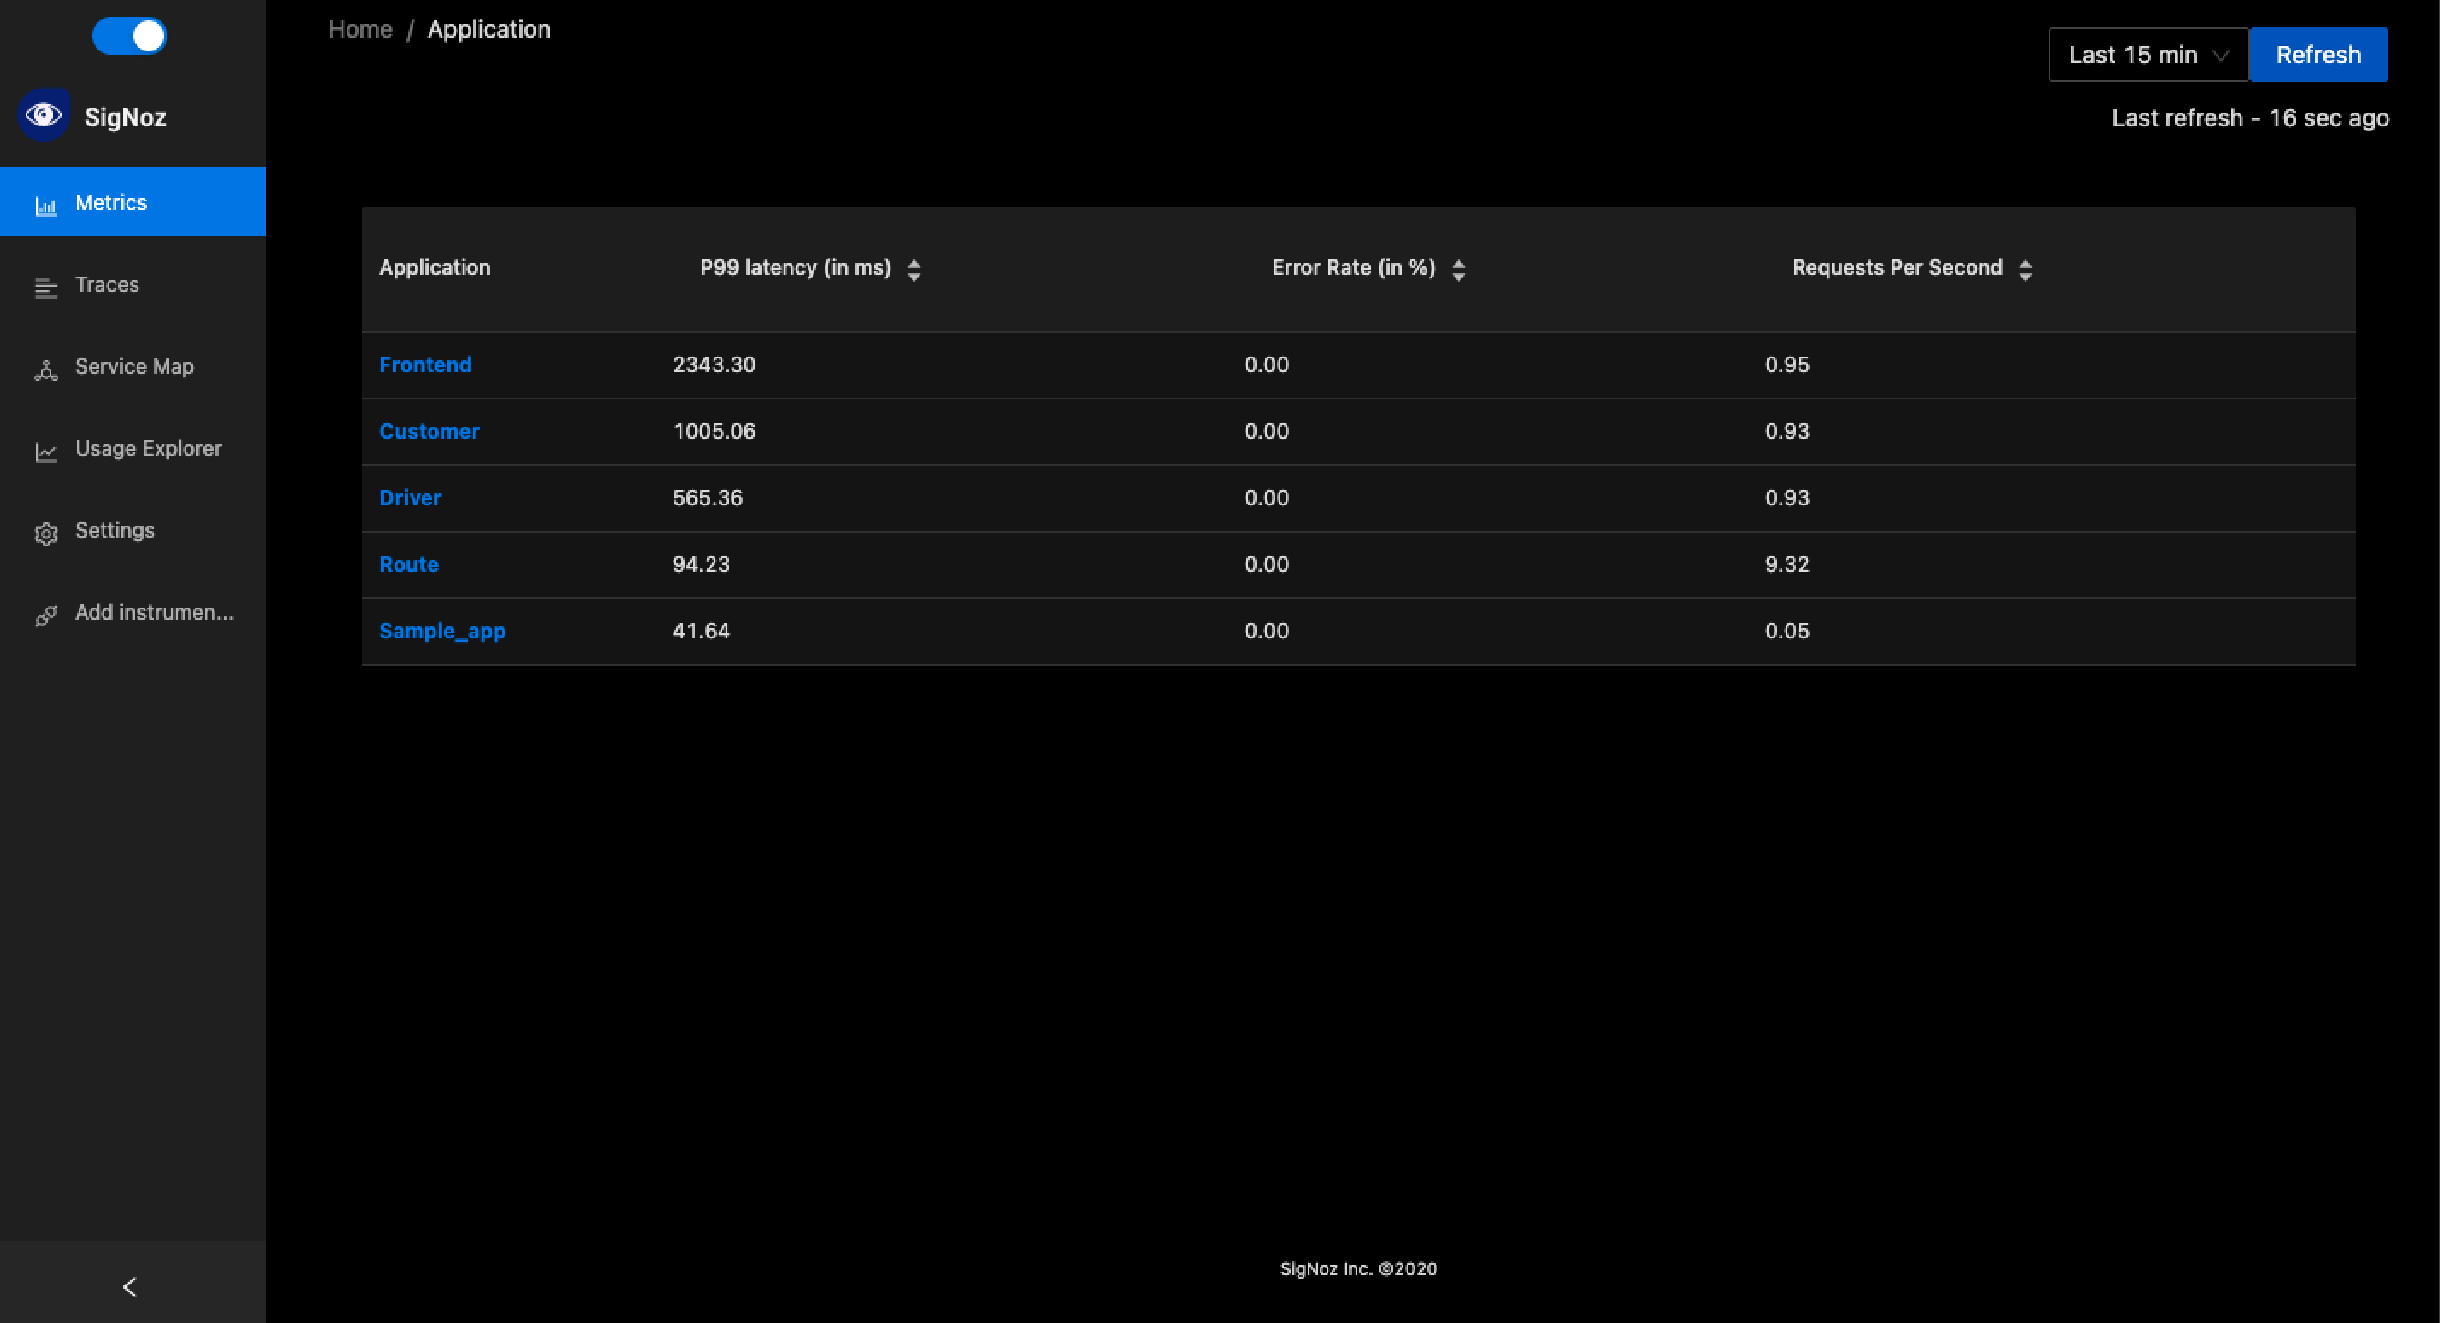 Home / Application
Last 15 min
Refresh
Last refresh - 16 sec ago
SigNoz
Metrics
Traces
Service Map
Usage Explorer
Settings
Add instrumen...
Application P99 latency (in ms) Error Rate (in %) Requests Per Second
Frontend 2343.30 0.00 0.95
Customer 1005.06 0.00 0.93
Driver 565.36 0.00 0.93
Route 94.23 0.00 9.32
Sample_app 41.64 0.00 0.05
SigNoz Inc. ©2020